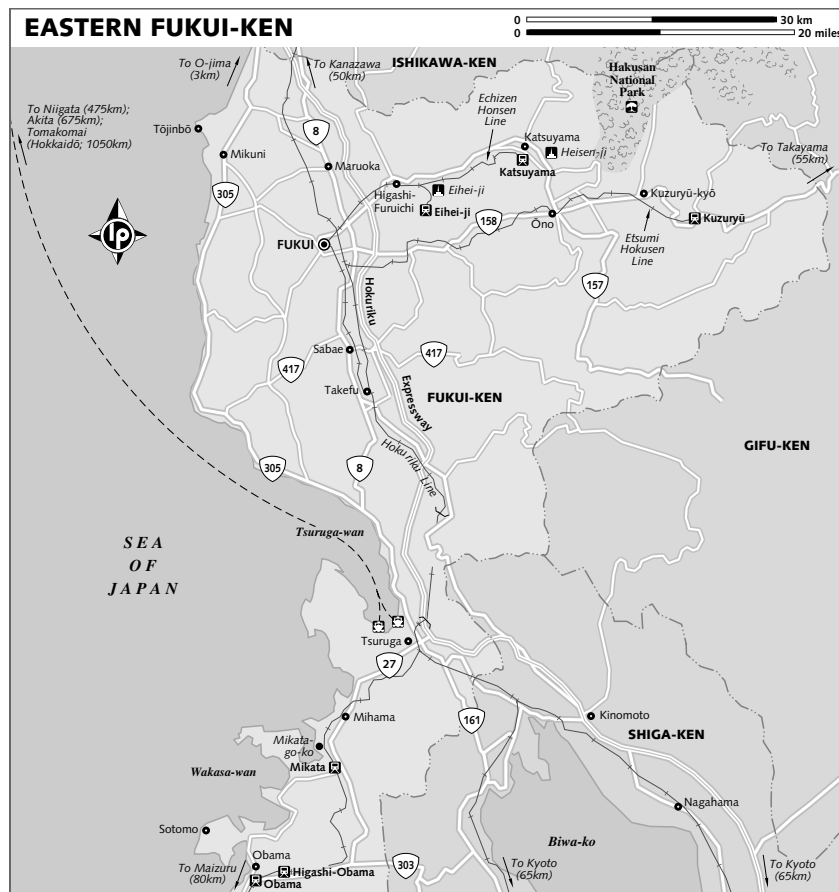 EASTERN FUKUI-KEN
0 30 km
0 20 miles
To O-jima
(3km)
To Kanazawa
(50km)
ISHIKAWA-KEN
Hakusan
National
Park
To Niigata (475km);
Akita (675km);
Tomakomai
(Hokkaidō; 1050km)
Tōjinbō
Echizen
Honsen
Line
8
Katsuyama
Heisen-ji
Katsuyama
To Takayama
(55km)
Mikuni
Maruoka
305
Higashi-
Furuichi
Eihei-ji
Eihei-ji
Kuzuryū-kyō
158
Ōno
Kuzuryū
lp
FUKUI
Etsumi
Hokusen
Line
157
Hokuriku
Expressway
Sabae
417
417
Takefu
FUKUI-KEN
GIFU-KEN
305
8
Hokuriku Line
Tsuruga-wan
SEA
OF
JAPAN
Tsuruga
27
Mihama
161
Kinomoto
Mikata-
go-ko
SHIGA-KEN
Mikata
Wakasa-wan
Nagahama
Sotomo
Biwa-ko
Obama
To Maizuru
(80km)
Higashi-Obama
Obama
303
To Kyoto
(65km)
To Kyoto
(65km)